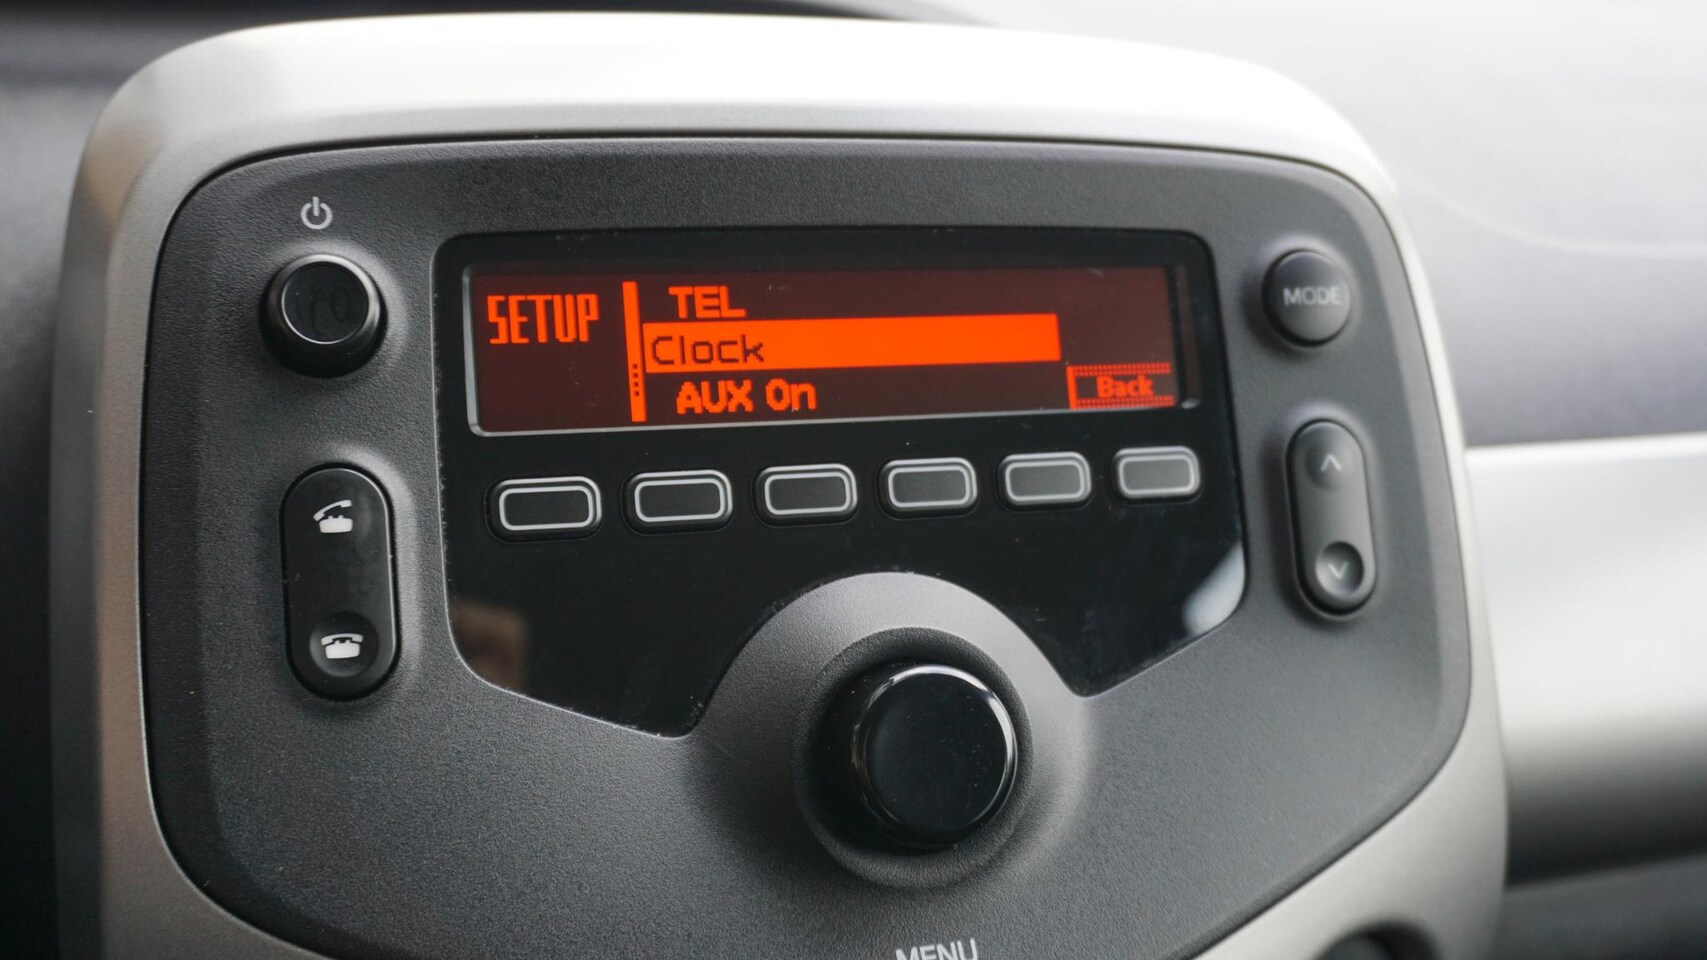 SETUP
TEL
Clock
AUX On
Back
MODE
MENU